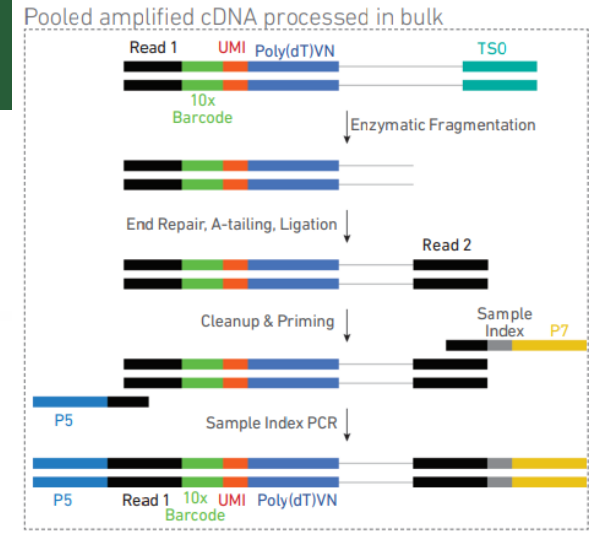 Pooled amplified cDNA processed in bulk
Read 1 UMI Poly(dT)VN TSO
10x
Barcode
Enzymatic Fragmentation
End Repair, A-tailing, Ligation
Read 2
Cleanup & Priming
Sample
Index P7
P5
Sample Index PCR
P5 Read 1 10x UMI Poly(dT)VN
Barcode